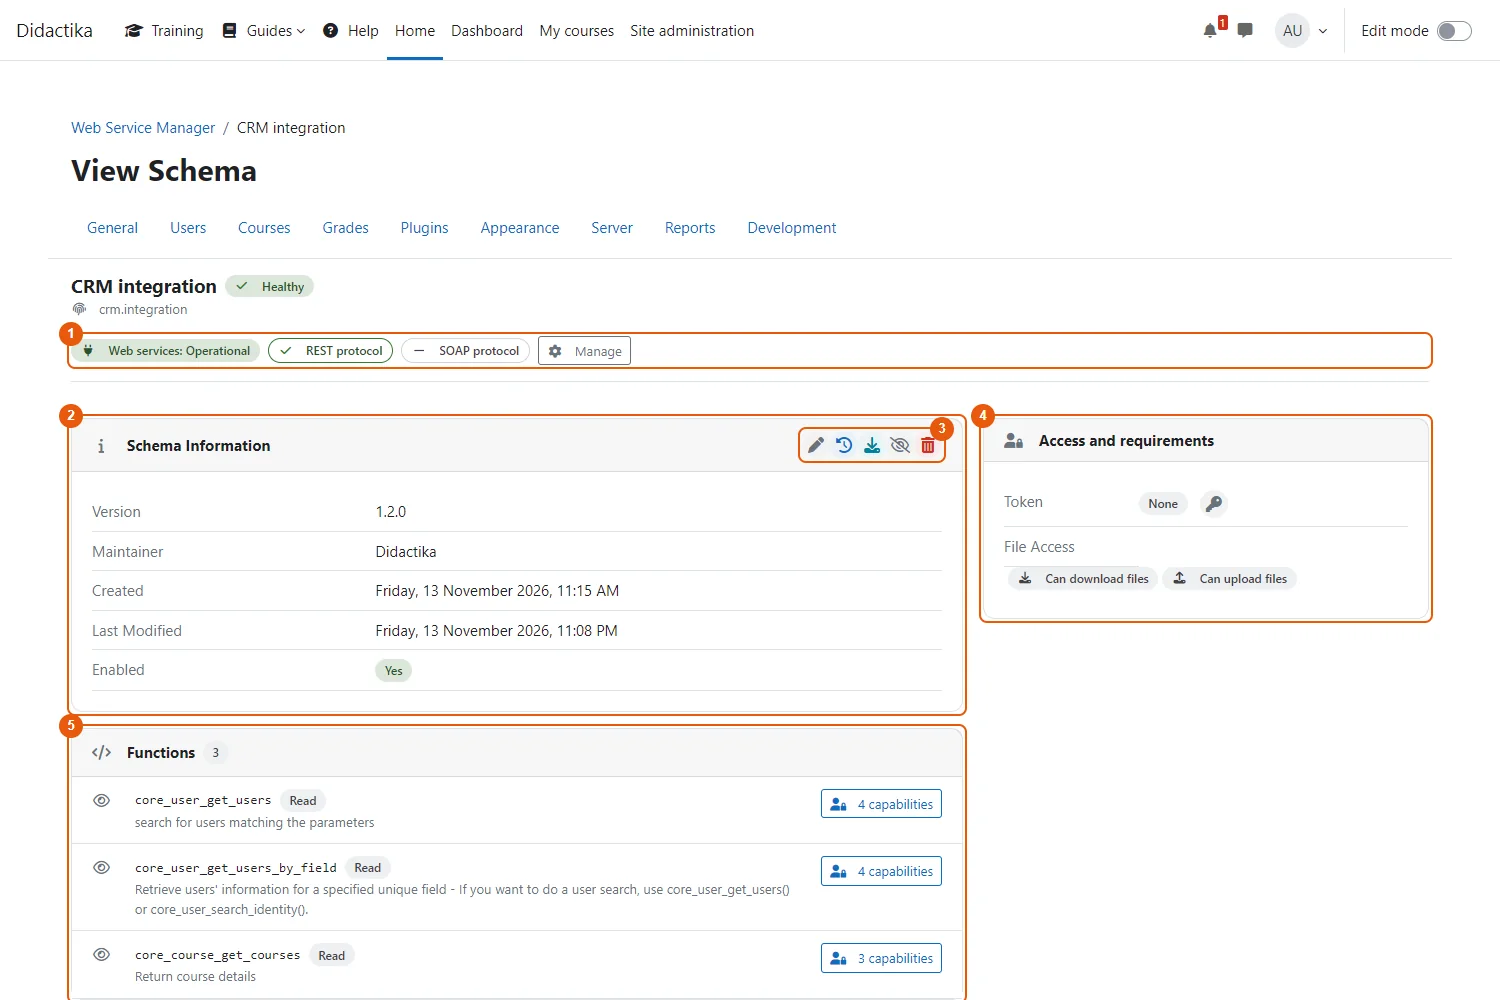 Didactika Training Guides Help Home Dashboard My courses Site administration 1 AU Edit mode
Web Service Manager / CRM integration
View Schema
General Users Courses Grades Plugins Appearance Server Reports Development
CRM integration Healthy
crm.integration
1
Web services: Operational REST protocol SOAP protocol Manage
2
Schema Information
3
Version 1.2.0
Maintainer Didactika
Created Friday, 13 November 2026, 11:15 AM
Last Modified Friday, 13 November 2026, 11:08 PM
Enabled Yes
4
Access and requirements
Token None
File Access
Can download files Can upload files
5
</> Functions 3
core_user_get_users Read 4 capabilities
search for users matching the parameters
core_user_get_users_by_field Read 4 capabilities
Retrieve users' information for a specified unique field - If you want to do a user search, use core_user_get_users()
or core_user_search_identity().
core_course_get_courses Read 3 capabilities
Return course details